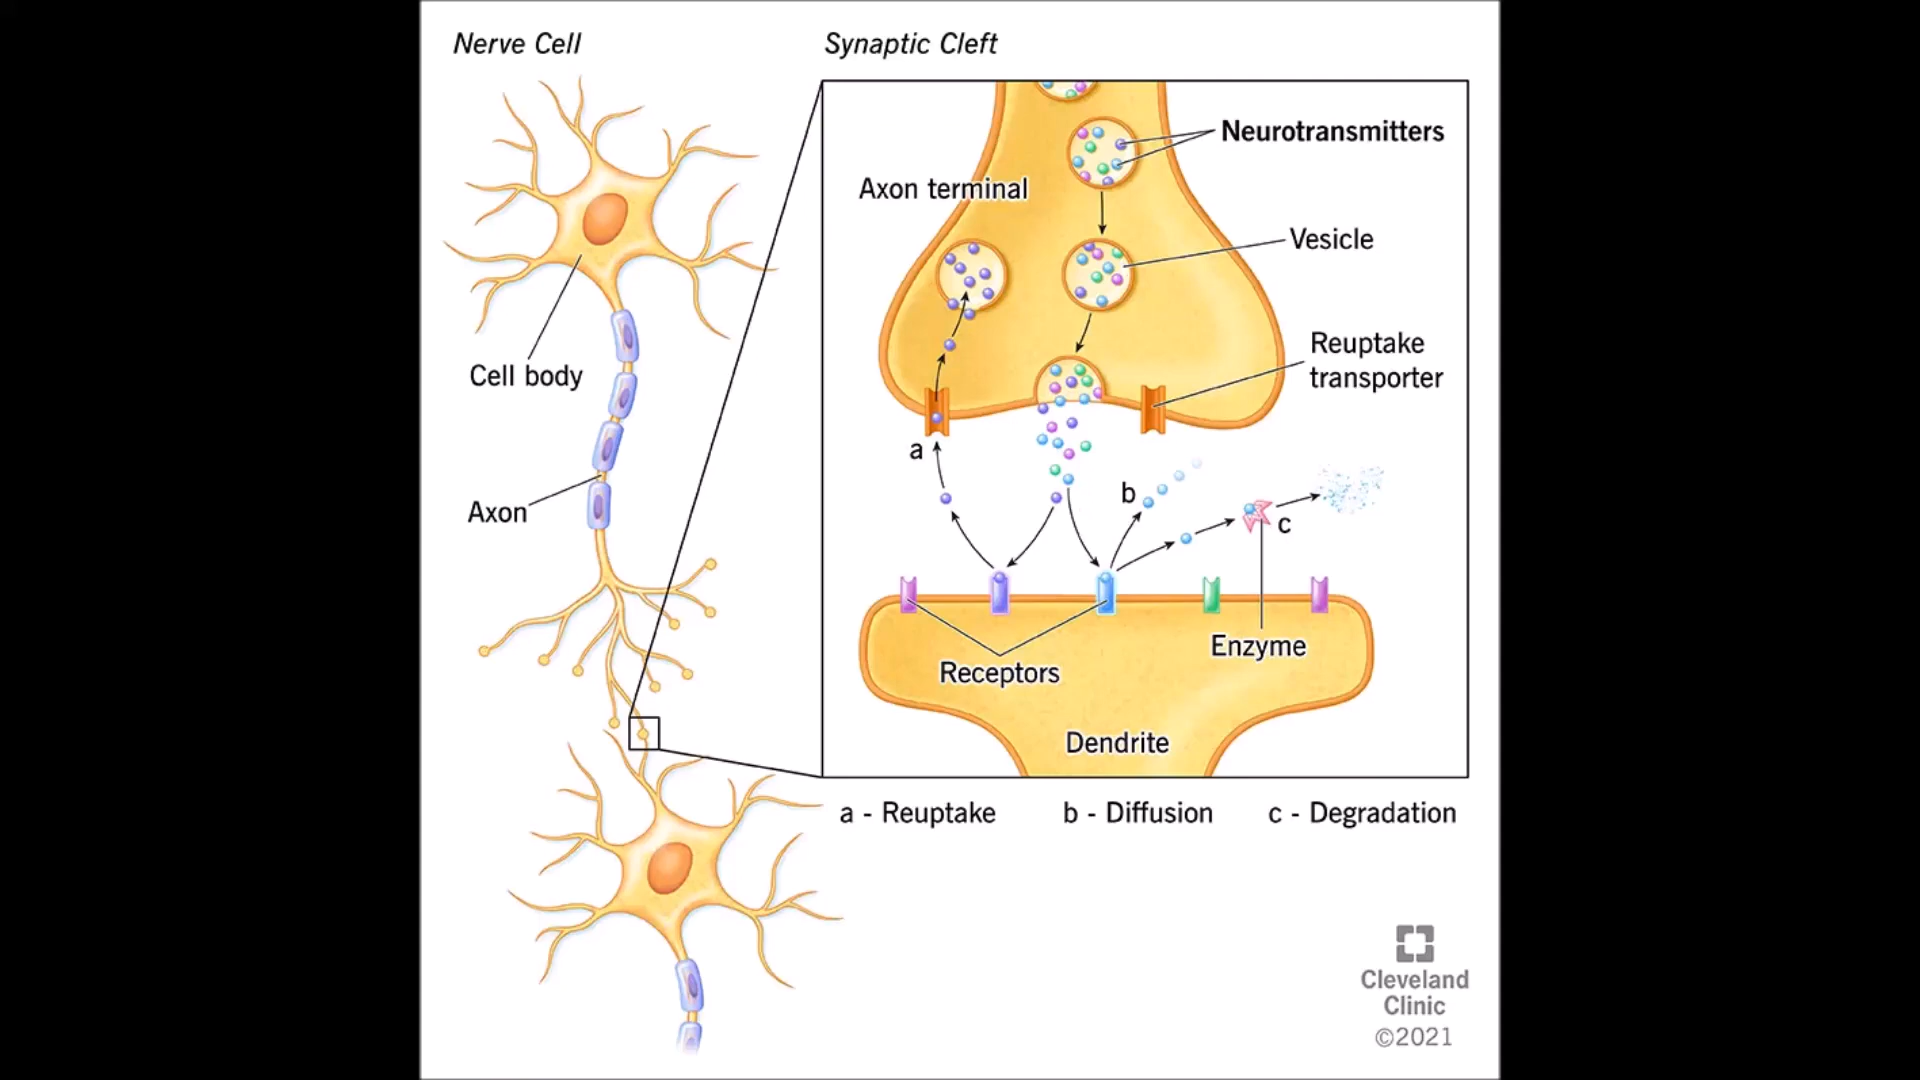 Nerve Cell
Synaptic Cleft
Neurotransmitters
Axon terminal
Vesicle
Reuptake
transporter
Cell body
a
b
c
Axon
Enzyme
Receptors
Dendrite
a - Reuptake b - Diffusion c - Degradation
Cleveland
Clinic
©2021